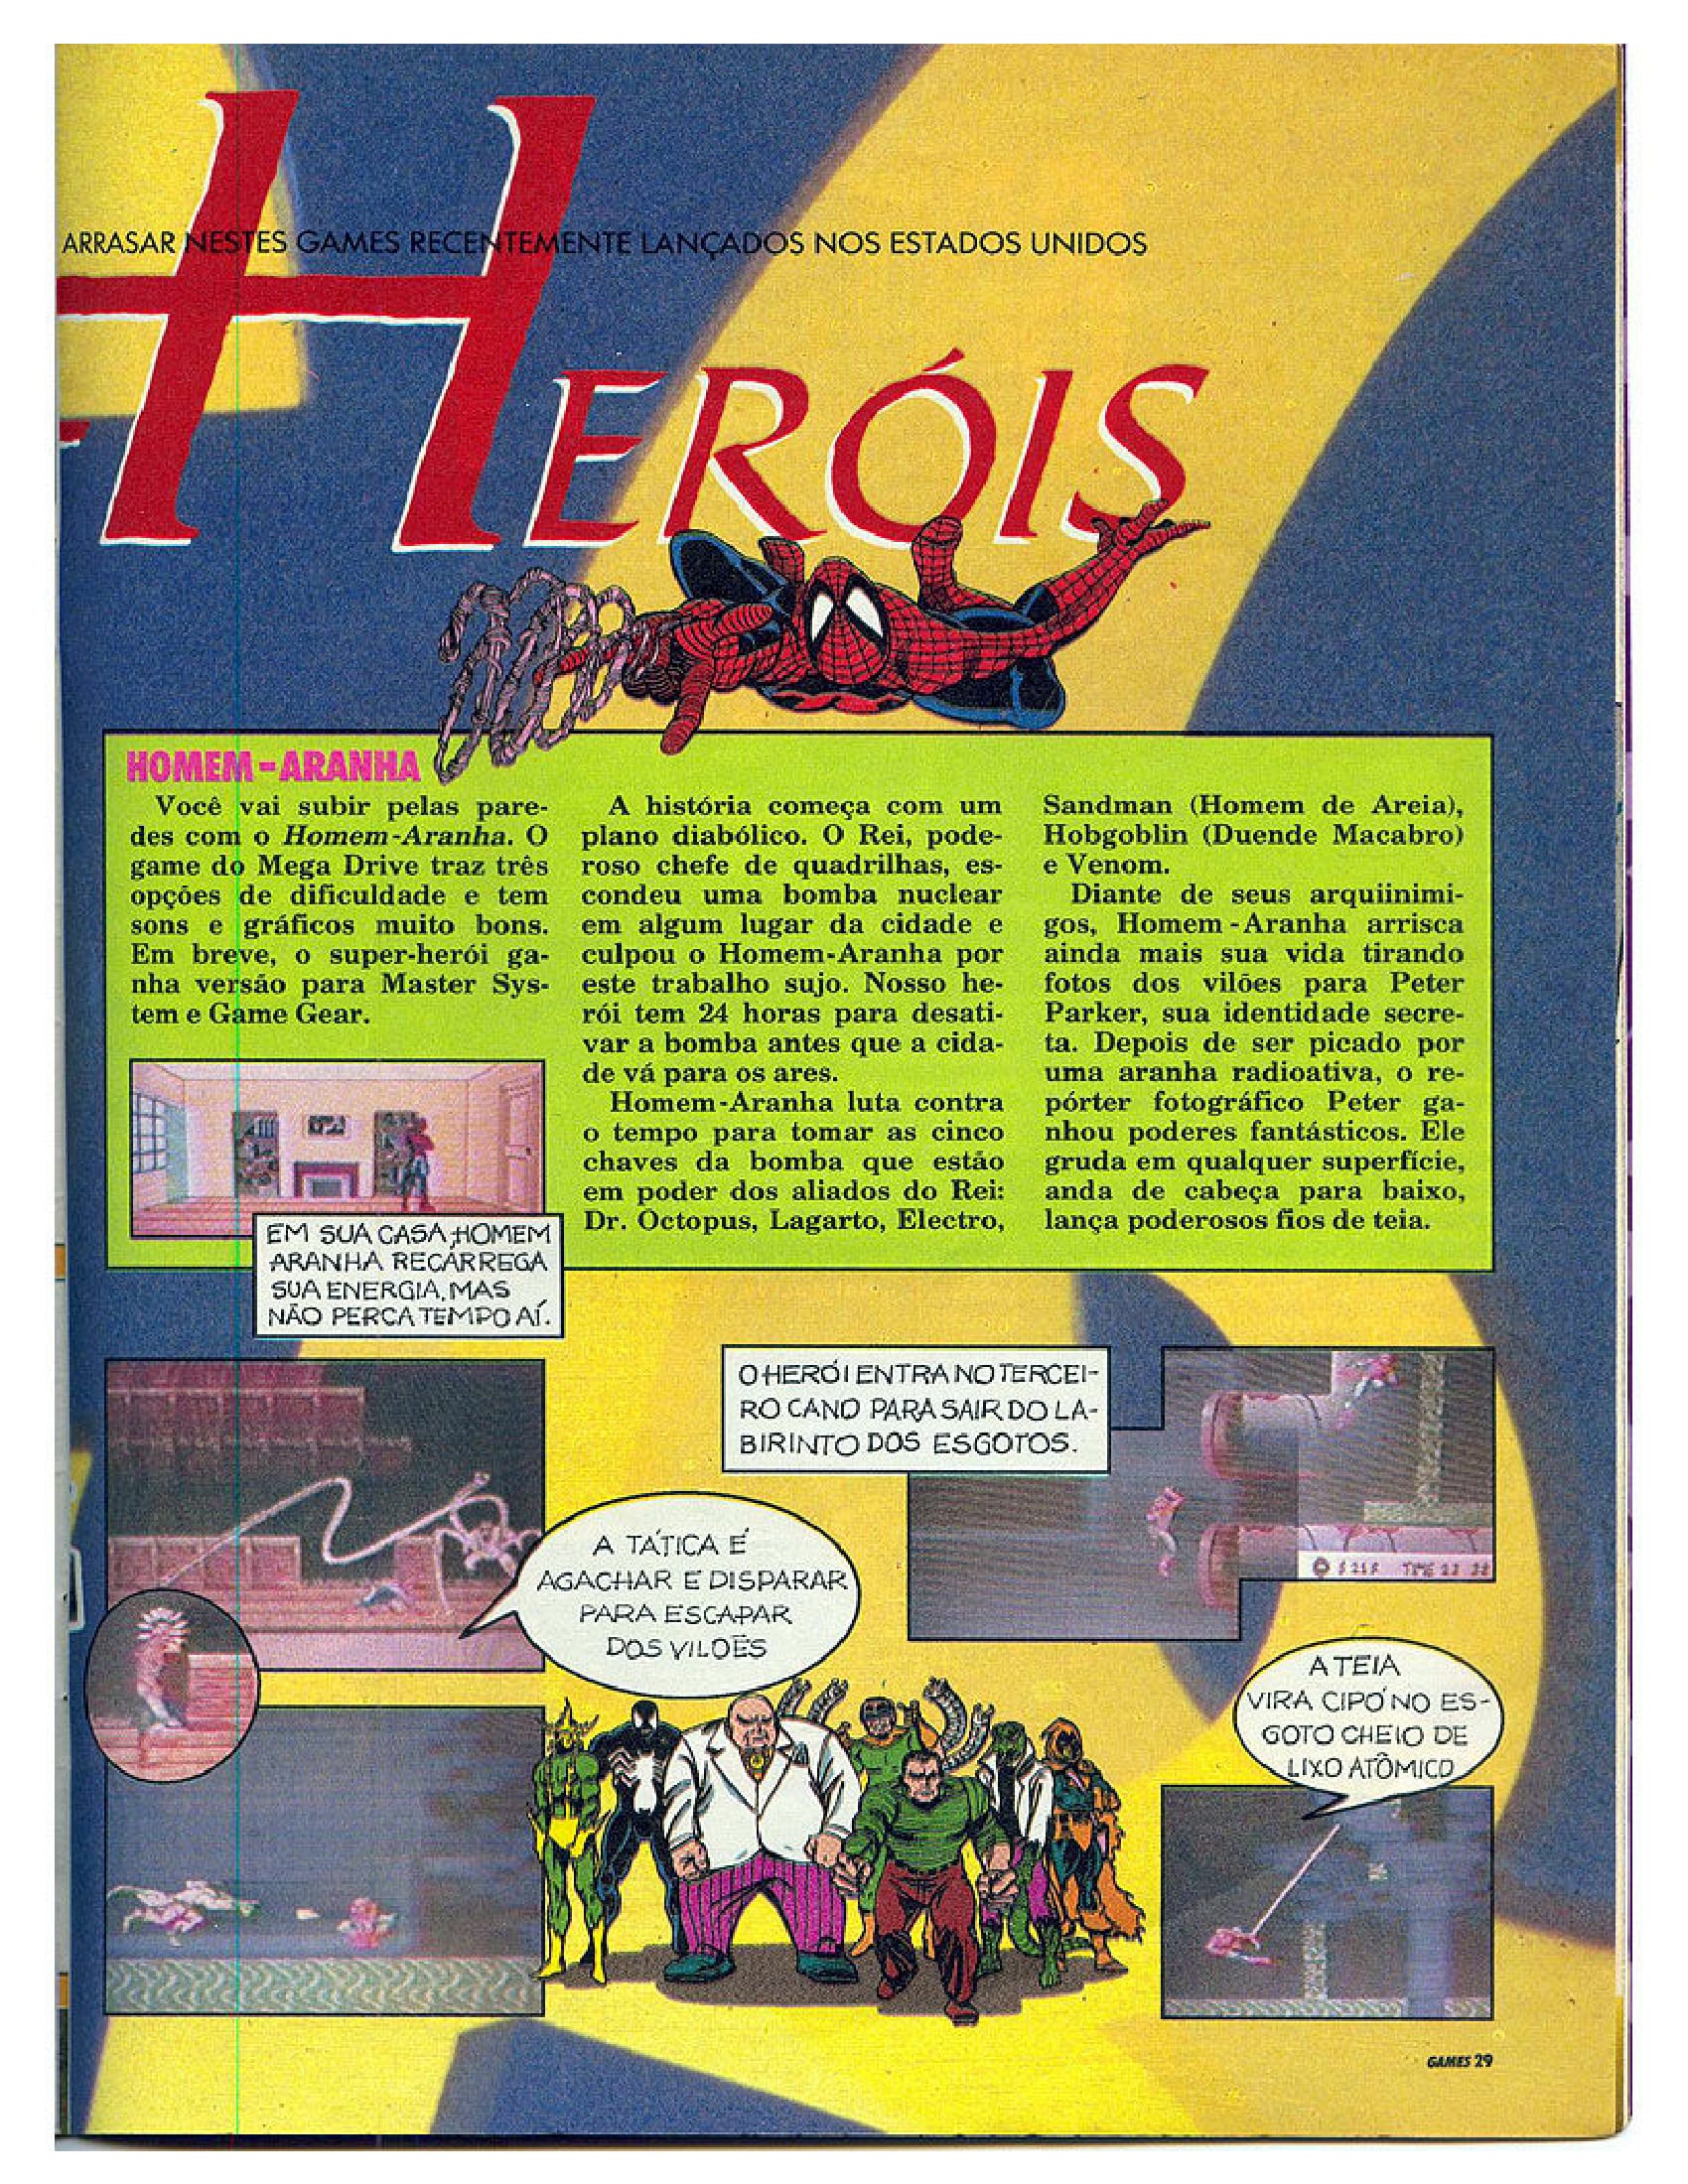 ARRASAR NESTES GAMES RECENTEMENTE LANÇADOS NOS ESTADOS UNIDOS
HERÓIS
HOMEM-ARANHA
Você vai subir pelas pare-
des com o Homem-Aranha. O
game do Mega Drive traz três
opções de dificuldade e tem
sons e gráficos muito bons.
Em breve, o super-herói ga-
nha versão para Master Sys-
tem e Game Gear.
A história começa com um
plano diabólico. O Rei, pode-
roso chefe de quadrilhas, es-
condeu uma bomba nuclear
em algum lugar da cidade e
culpou o Homem-Aranha por
este trabalho sujo. Nosso he-
rói tem 24 horas para desati-
var a bomba antes que a cida-
de vá para os ares.
Homem-Aranha luta contra
o tempo para tomar as cinco
chaves da bomba que estão
em poder dos aliados do Rei:
Dr. Octopus, Lagarto, Electro,
Sandman (Homem de Areia),
Hobgoblin (Duende Macabro)
e Venom.
Diante de seus arquiinimi-
gos, Homem-Aranha arrisca
ainda mais sua vida tirando
fotos dos vilões para Peter
Parker, sua identidade secre-
ta. Depois de ser picado por
uma aranha radioativa, o re-
pórter fotográfico Peter ga-
nhou poderes fantásticos. Ele
gruda em qualquer superfície,
anda de cabeça para baixo,
lança poderosos fios de teia.
EM SUA CASA, HOMEM
ARANHA RECARREGA
SUA ENERGIA, MAS
NÃO PERCA TEMPO AÍ.
O HERÓI ENTRA NO TERCEI-
RO CANO PARA SAIR DO LA-
BIRINTO DOS ESGOTOS.
A TÁTICA É
AGACHAR E DISPARAR
PARA ESCAPAR
DOS VILÕES
A TEIA
VIRA CIPÓ NO ES-
GOTO CHEIO DE
LIXO ATÔMICO
GAMES 29